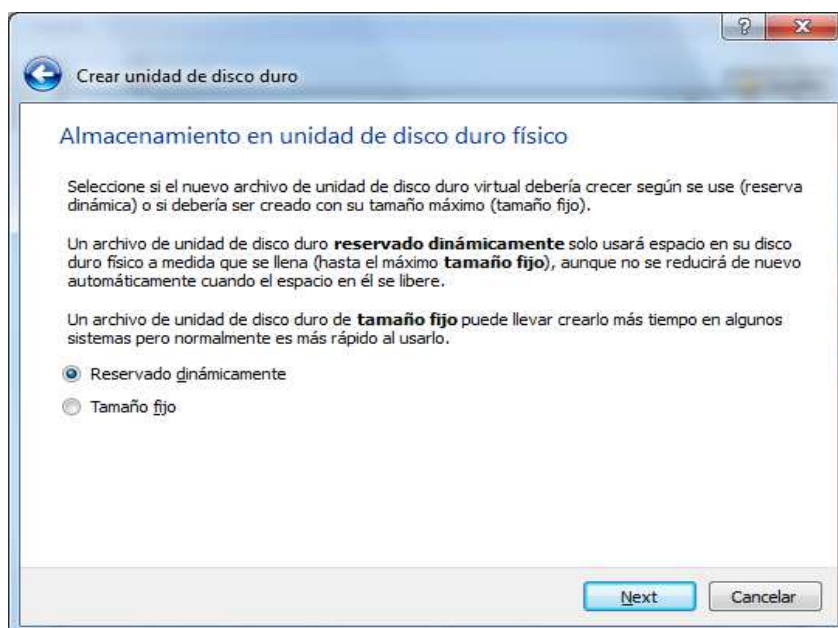 Crear unidad de disco duro
Almacenamiento en unidad de disco duro físico
Seleccione si el nuevo archivo de unidad de disco duro virtual debería crecer según se use (reserva
dinámica) o si debería ser creado con su tamaño máximo (tamaño fijo).
Un archivo de unidad de disco duro reservado dinámicamente solo usará espacio en su disco
duro físico a medida que se llena (hasta el máximo tamaño fijo), aunque no se reducirá de nuevo
automáticamente cuando el espacio en él se libere.
Un archivo de unidad de disco duro de tamaño fijo puede llevar crearlo más tiempo en algunos
sistemas pero normalmente es más rápido al usarlo.
Reservado dinámicamente
Tamaño fijo
Next Cancelar